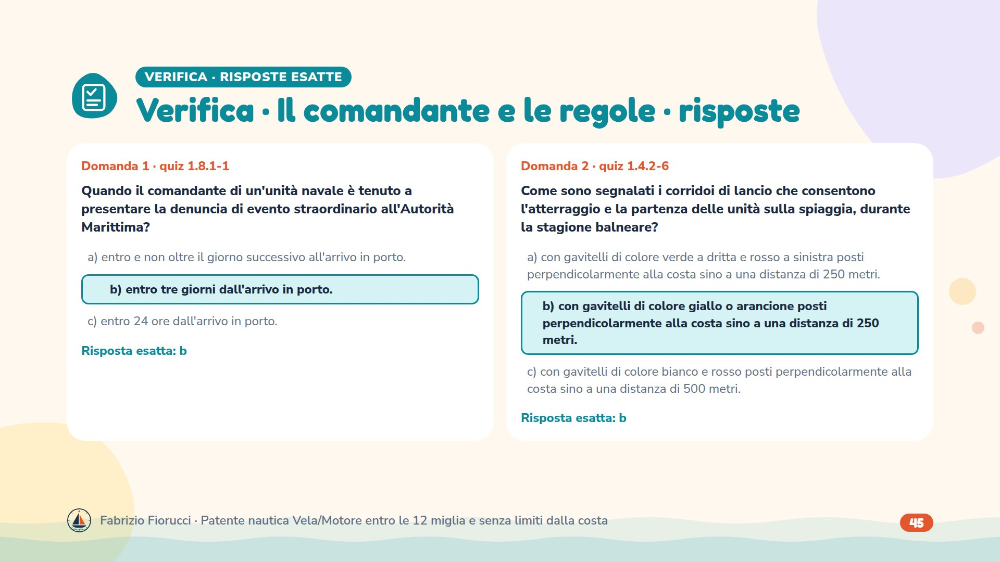 VERIFICA · RISPOSTE ESATTE
Verifica · Il comandante e le regole · risposte
Domanda 1 · quiz 1.8.1-1
Quando il comandante di un'unità navale è tenuto a
presentare la denuncia di evento straordinario all'Autorità
Marittima?
a) entro e non oltre il giorno successivo all'arrivo in porto.
b) entro tre giorni dall'arrivo in porto.
c) entro 24 ore dall'arrivo in porto.
Risposta esatta: b
Domanda 2 · quiz 1.4.2-6
Come sono segnalati i corridoi di lancio che consentono
l'atterraggio e la partenza delle unità sulla spiaggia, durante
la stagione balneare?
a) con gavitelli di colore verde a dritta e rosso a sinistra posti
perpendicolarmente alla costa sino a una distanza di 250 metri.
b) con gavitelli di colore giallo o arancione posti
perpendicolarmente alla costa sino a una distanza di 250
metri.
c) con gavitelli di colore bianco e rosso posti perpendicolarmente alla
costa sino a una distanza di 500 metri.
Risposta esatta: b
Fabrizio Fiorucci · Patente nautica Vela/Motore entro le 12 miglia e senza limiti dalla costa
45